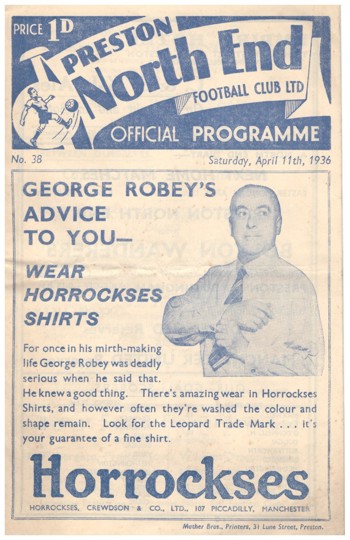 PRICE 1D
PRESTON
North End
FOOTBALL CLUB LTD
OFFICIAL PROGRAMME
No. 38
Saturday, April 11th, 1936
GEORGE ROBEY'S
ADVICE
TO YOU—
WEAR
HORROCKSES
SHIRTS
For once in his mirth-making
life George Robey was deadly
serious when he said that.
He knew a good thing. There's amazing wear in Horrockses
Shirts, and however often they're washed the colour and
shape remain. Look for the Leopard Trade Mark . . . it's
your guarantee of a fine shirt.
Horrockses
HORROCKSES, CREWDSON & CO., LTD., 107 PICCADILLY, MANCHESTER
Mather Bros., Printers, 31 Lune Street, Preston.